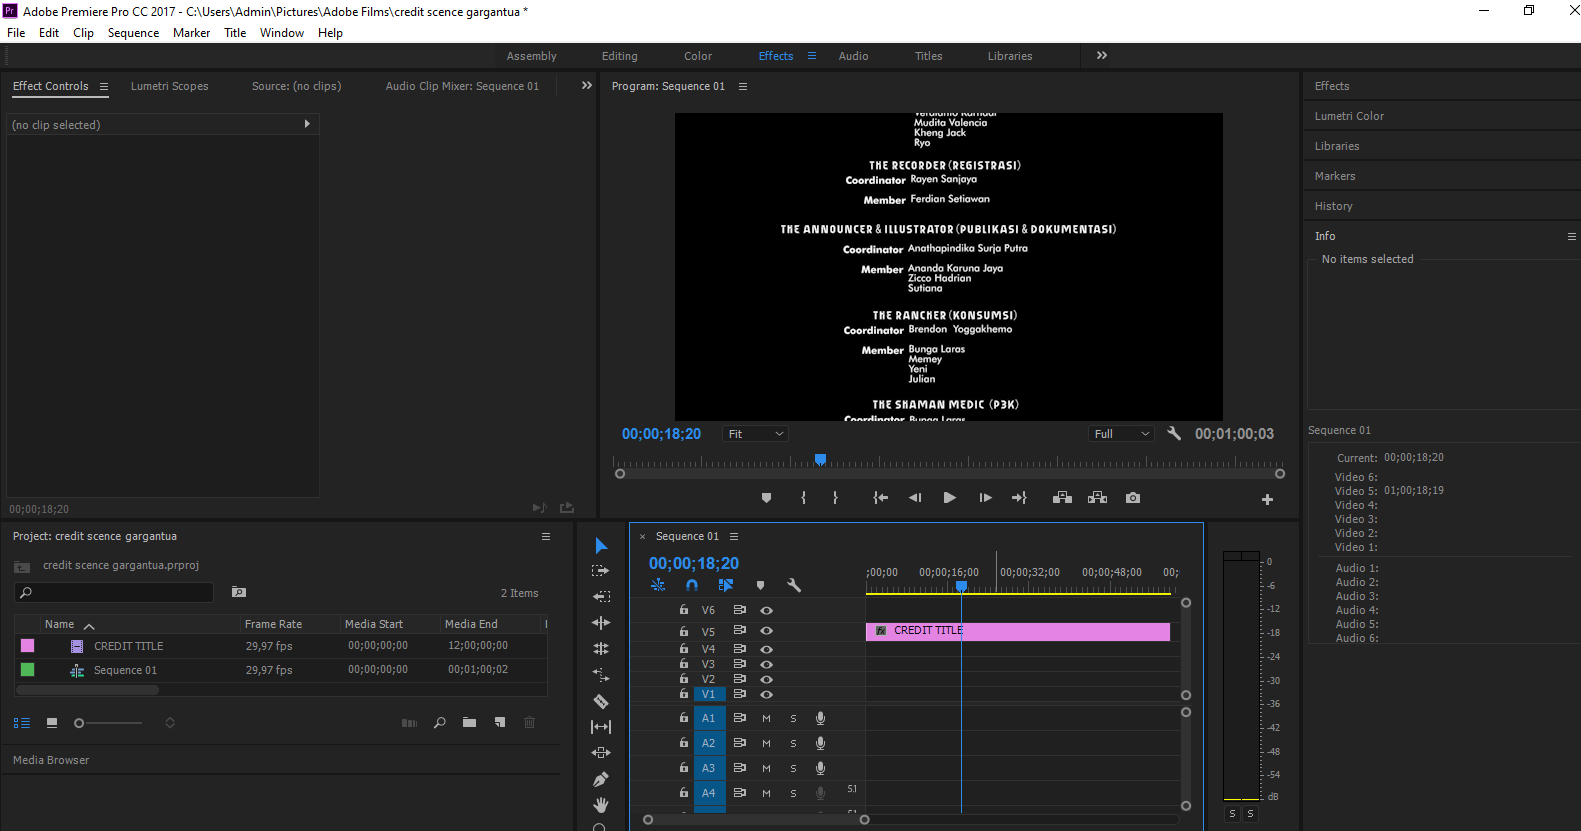 Pr Adobe Premiere Pro CC 2017 - C:\Users\Admin\Pictures\Adobe Films\credit scence gargantua *
File Edit Clip Sequence Marker Title Window Help
Assembly Editing Color Effects Audio Titles Libraries
Effect Controls Lumetri Scopes Source: (no clips) Audio Clip Mixer: Sequence 01
(no clip selected)
00;00;18;20
Program: Sequence 01
Mudita Valencia
Kheng Jack
Ryo
THE RECORDER (REGISTRASI)
Coordinator Rayen Sanjaya
Member Ferdian Setiawan
THE ANNOUNCER & ILLUSTRATOR (PUBLIKASI & DOKUMENTASI)
Coordinator Anathapindika Surja Putra
Member Ananda Karuna Jaya
Zicco Hadrian
Sutiana
THE RANCHER (KONSUMSI)
Coordinator Brendon Yoggakhemo
Member Bunga Laras
Memey
Yeni
Julian
THE SHAMAN MEDIC (P3K)
Coordinator Bunga Laras
00;00;18;20 Fit Full 00;01;00;03
Effects
Lumetri Color
Libraries
Markers
History
Info
No items selected
Sequence 01
Current: 00;00;18;20
Video 6:
Video 5: 01;00;18;19
Video 4:
Video 3:
Video 2:
Video 1:
Audio 1:
Audio 2:
Audio 3:
Audio 4:
Audio 5:
Audio 6:
Project: credit scence gargantua
credit scence gargantua.prproj
2 Items
Name Frame Rate Media Start Media End
CREDIT TITLE 29,97 fps 00;00;00;00 12;00;00;00
Sequence 01 29,97 fps 00;00;00;00 00;01;00;02
Media Browser
× Sequence 01
00;00;18;20
;00;00 00;00;16;00 00;00;32;00 00;00;48;00 00;
V6
V5 fx CREDIT TITLE
V4
V3
V2
V1
A1 M S
A2 M S
A3 M S
A4 M S 5.1
5.1
0
-6
-12
-18
-24
-30
-36
-42
-48
-54
dB
S S